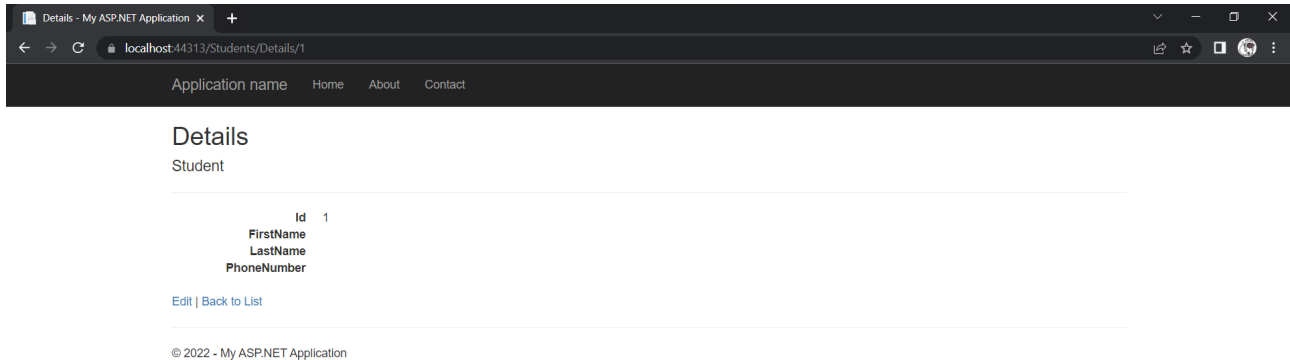 Details - My ASP.NET Application
localhost:44313/Students/Details/1
Application name Home About Contact
Details
Student
Id 1
FirstName
LastName
PhoneNumber
Edit | Back to List
© 2022 - My ASP.NET Application